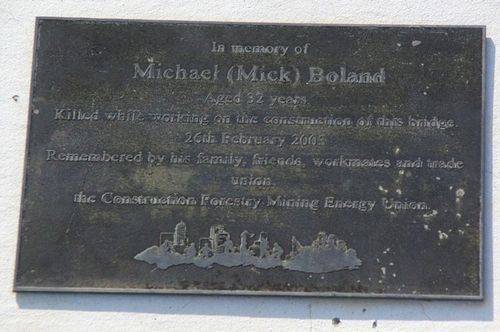 In memory of
Michael (Mick) Boland
Aged 32 years
Killed while working on the construction of this bridge.
26th February 2003
Remembered by his family, friends, workmates and trade
union
the Construction Forestry Mining Energy Union.